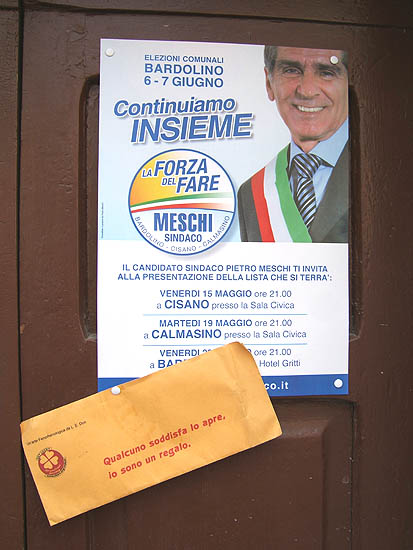 ELEZIONI COMUNALI
BARDOLINO
6 - 7 GIUGNO
Continuiamo
INSIEME
LA FORZA
DEL FARE
MESCHI
SINDACO
BARDOLINO - CISANO - CALMASINO
IL CANDIDATO SINDACO PIETRO MESCHI TI INVITA
ALLA PRESENTAZIONE DELLA LISTA CHE SI TERRA':
VENERDI 15 MAGGIO ore 21.00
a CISANO presso la Sala Civica
MARTEDI 19 MAGGIO ore 21.00
a CALMASINO presso la Sala Civica
VENERDI ore 21.00
a Hotel Gritti
co.it
Qualcuno soddisfa lo apre,
io sono un regalo.